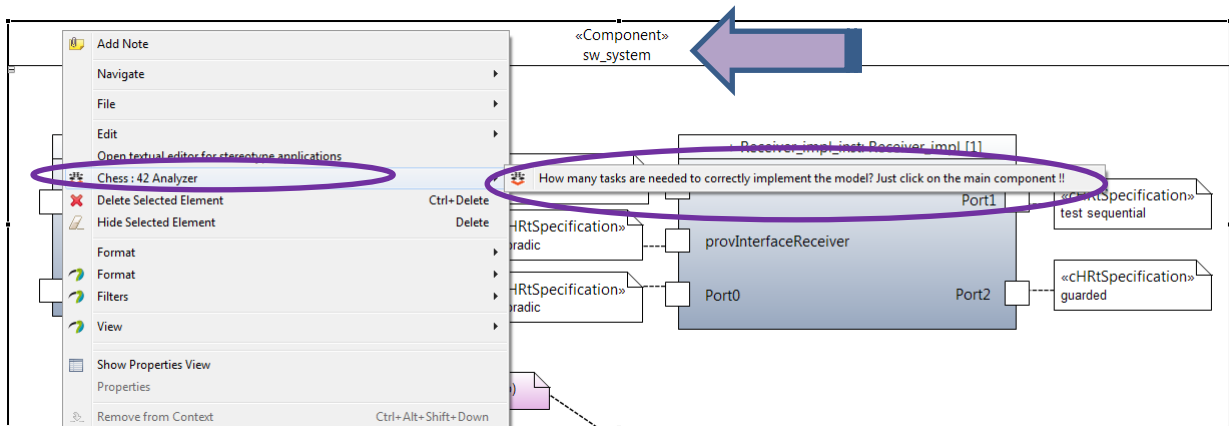 «Component»
sw_system
Add Note
Navigate
File
Edit
Open textual editor for stereotype applications
Chess : 42 Analyzer
Delete Selected Element Ctrl+Delete
Hide Selected Element Delete
Format
Format
Filters
View
Show Properties View
Properties
Remove from Context Ctrl+Alt+Shift+Down
How many tasks are needed to correctly implement the model? Just click on the main component !!
+ Receiver_impl_inst: Receiver_impl [1]
Port1
provInterfaceReceiver
Port0
Port2
«cHRtSpecification»
test sequential
«cHRtSpecification»
guarded
HRtSpecification»
oradic
HRtSpecification»
oradic